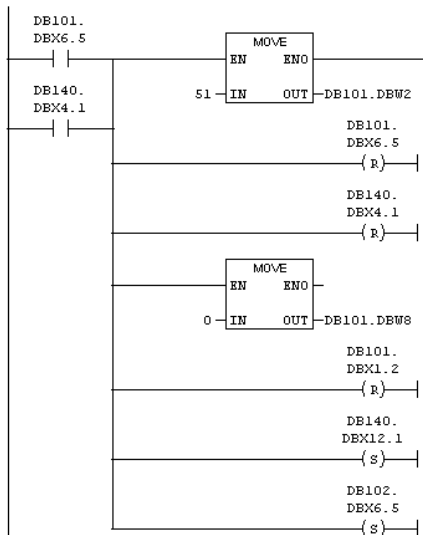 DB101.
DBX6.5
MOVE
EN ENO
DB140.
DBX4.1
51 IN OUT DB101.DBW2
DB101.
DBX6.5
R
DB140.
DBX4.1
R
MOVE
EN ENO
0 IN OUT DB101.DBW8
DB101.
DBX1.2
R
DB140.
DBX12.1
S
DB102.
DBX6.5
S